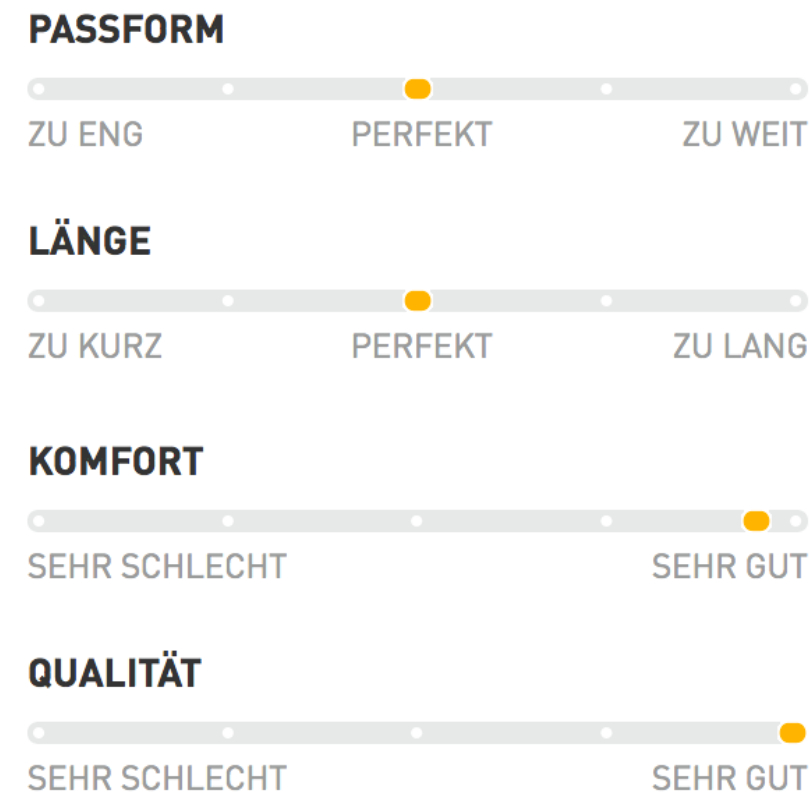 PASSFORM
ZU ENG PERFEKT ZU WEIT
LÄNGE
ZU KURZ PERFEKT ZU LANG
KOMFORT
SEHR SCHLECHT SEHR GUT
QUALITÄT
SEHR SCHLECHT SEHR GUT